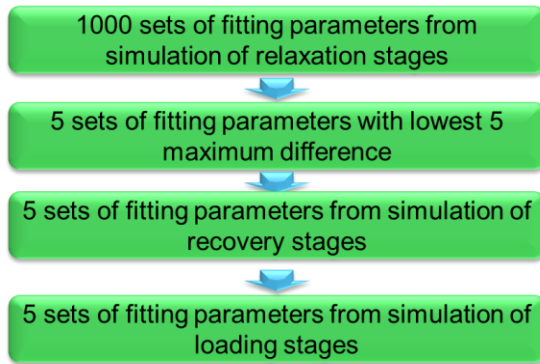 1000 sets of fitting parameters from
simulation of relaxation stages
5 sets of fitting parameters with lowest 5
maximum difference
5 sets of fitting parameters from simulation of
recovery stages
5 sets of fitting parameters from simulation of
loading stages